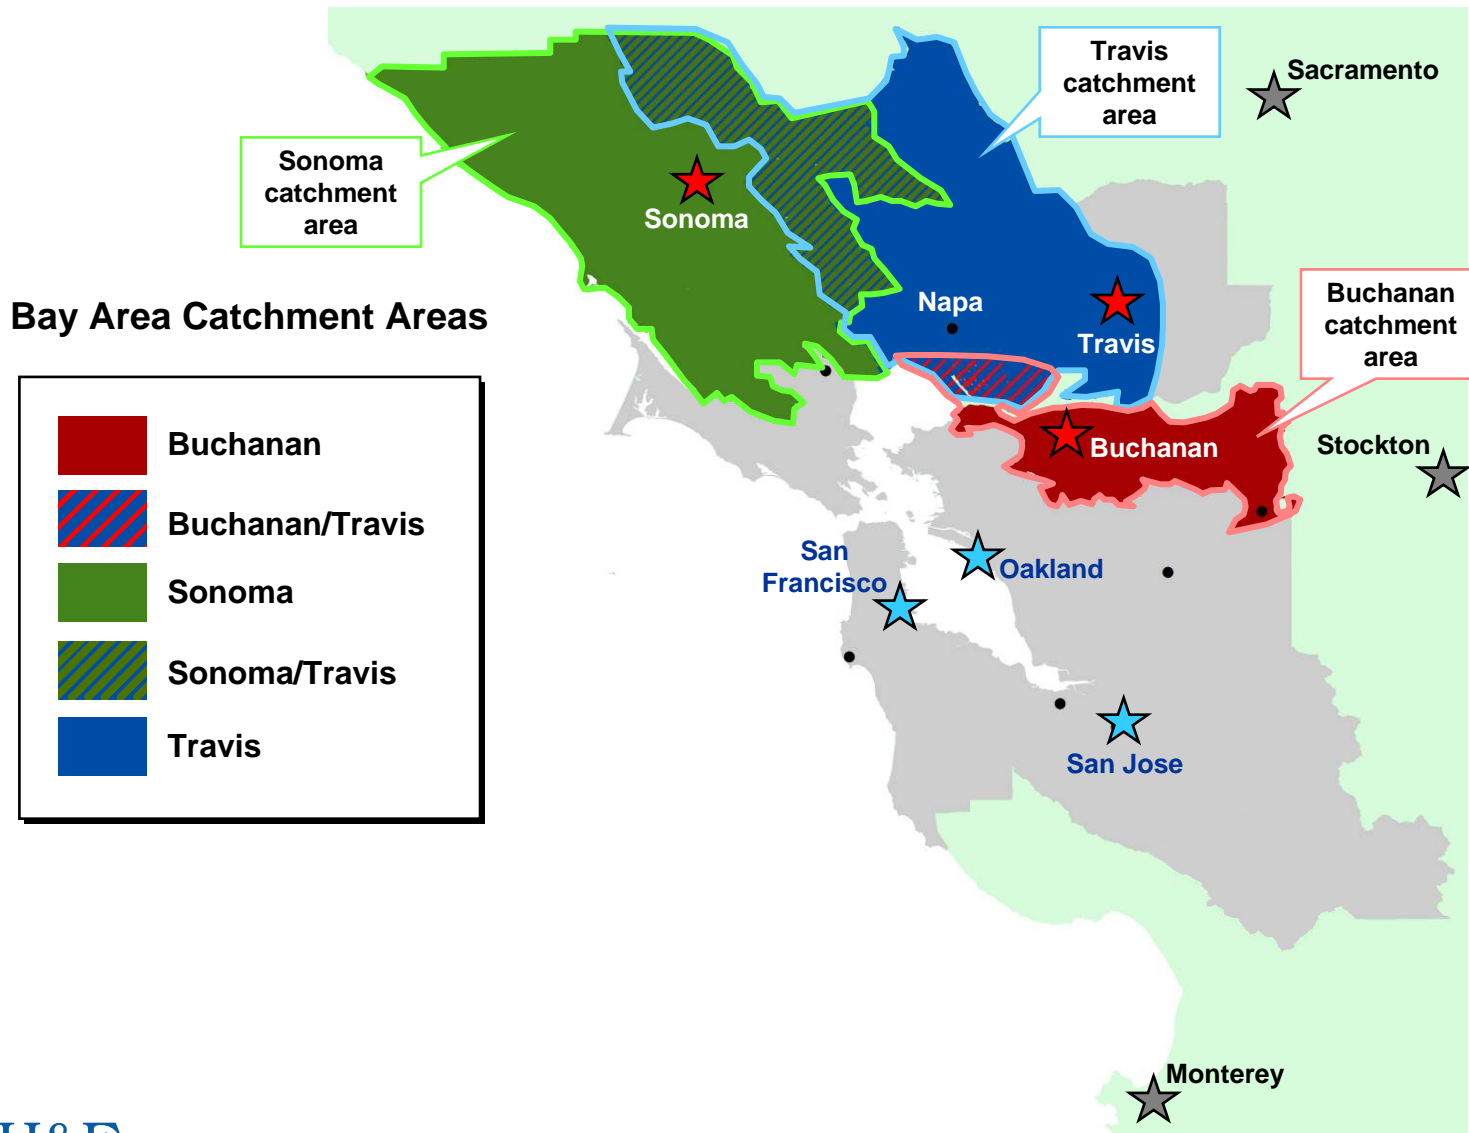 Travis
catchment
area
Sacramento
Sonoma
catchment
area
Sonoma
Buchanan
catchment
area
Bay Area Catchment Areas
Napa
Travis
Buchanan
Buchanan/Travis
Sonoma
Sonoma/Travis
Travis
Buchanan
Stockton
San
Francisco
Oakland
San Jose
Monterey